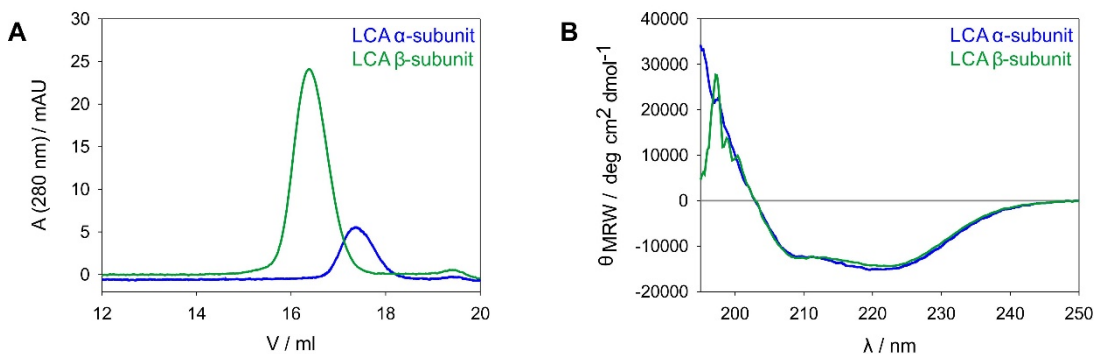 A
LCA α-subunit
LCA β-subunit
A (280 nm) / mAU
30
25
20
15
10
5
0
12
14
16
18
20
V / ml
B
LCA α-subunit
LCA β-subunit
θ MRW / deg cm2 dmol-1
40000
30000
20000
10000
0
-10000
-20000
200
210
220
230
240
250
λ / nm